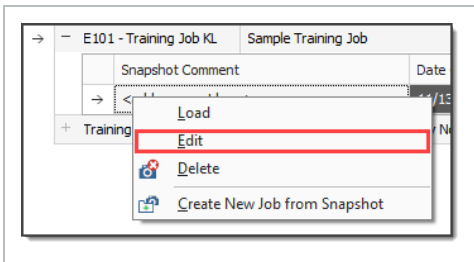 E101 - Training Job KL Sample Training Job
Snapshot Comment Date
<
Load
/13
Training
Edit
Delete
Create New Job from Snapshot